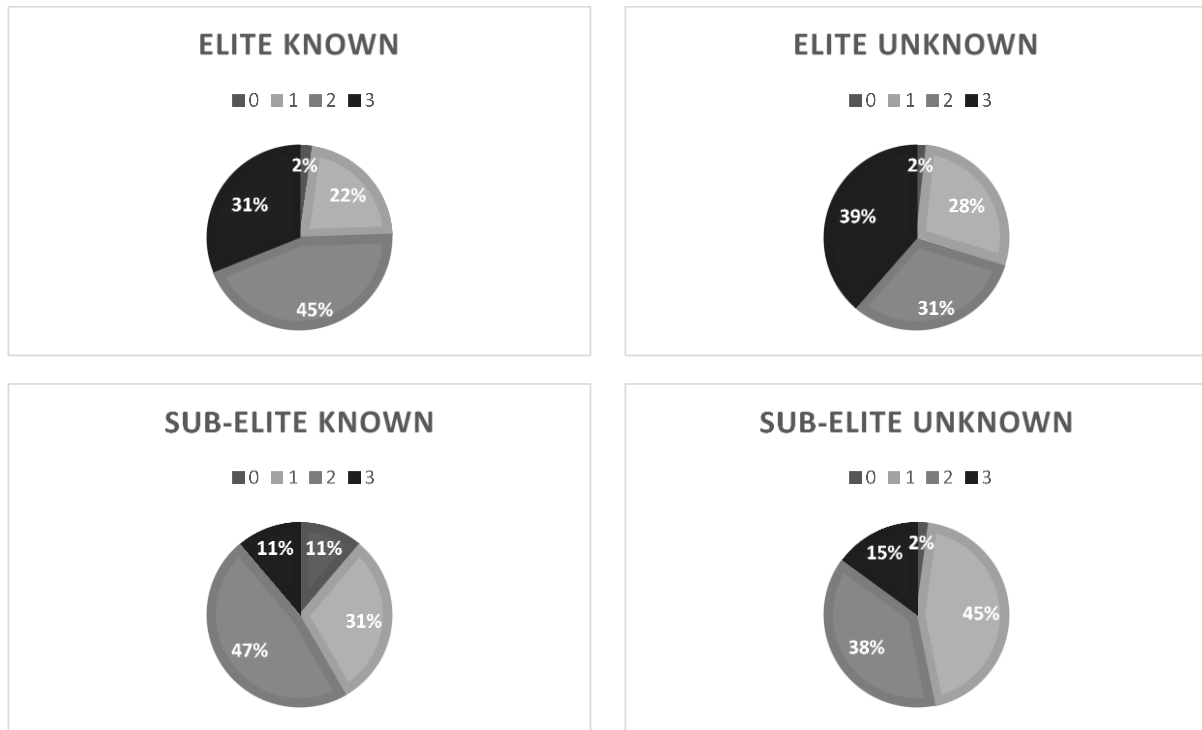 ELITE KNOWN
0 1 2 3
2%
22%
31%
45%
ELITE UNKNOWN
0 1 2 3
2%
28%
39%
31%
SUB-ELITE KNOWN
0 1 2 3
11% 11%
31%
47%
SUB-ELITE UNKNOWN
0 1 2 3
2%
15%
45%
38%